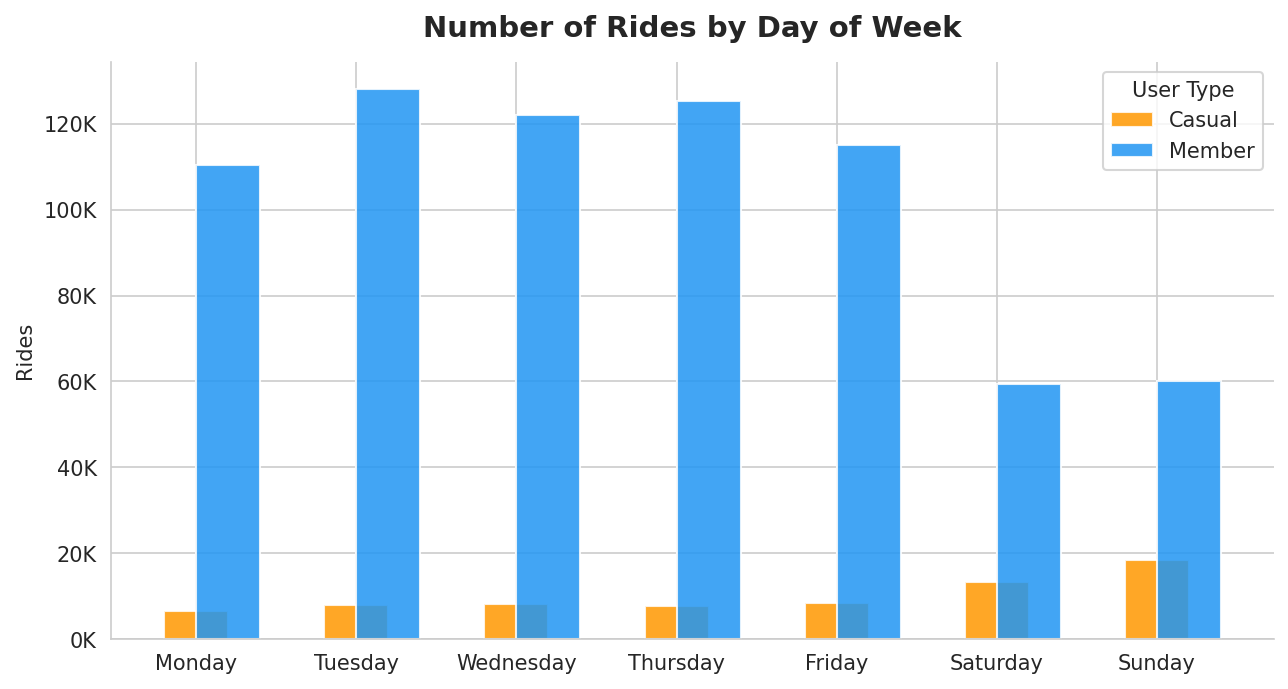 Number of Rides by Day of Week
User Type
Casual
Member
Rides
120K
100K
80K
60K
40K
20K
0K
Monday Tuesday Wednesday Thursday Friday Saturday Sunday